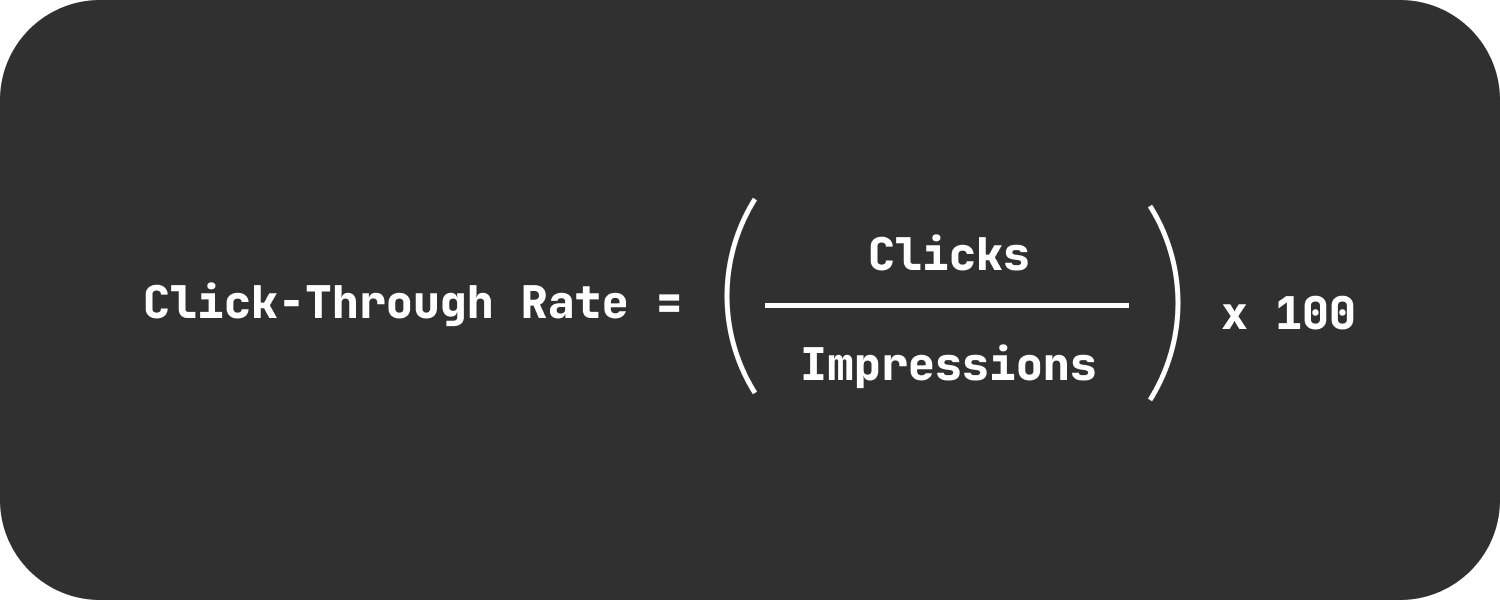 Click-Through Rate = ( Clicks / Impressions ) x 100